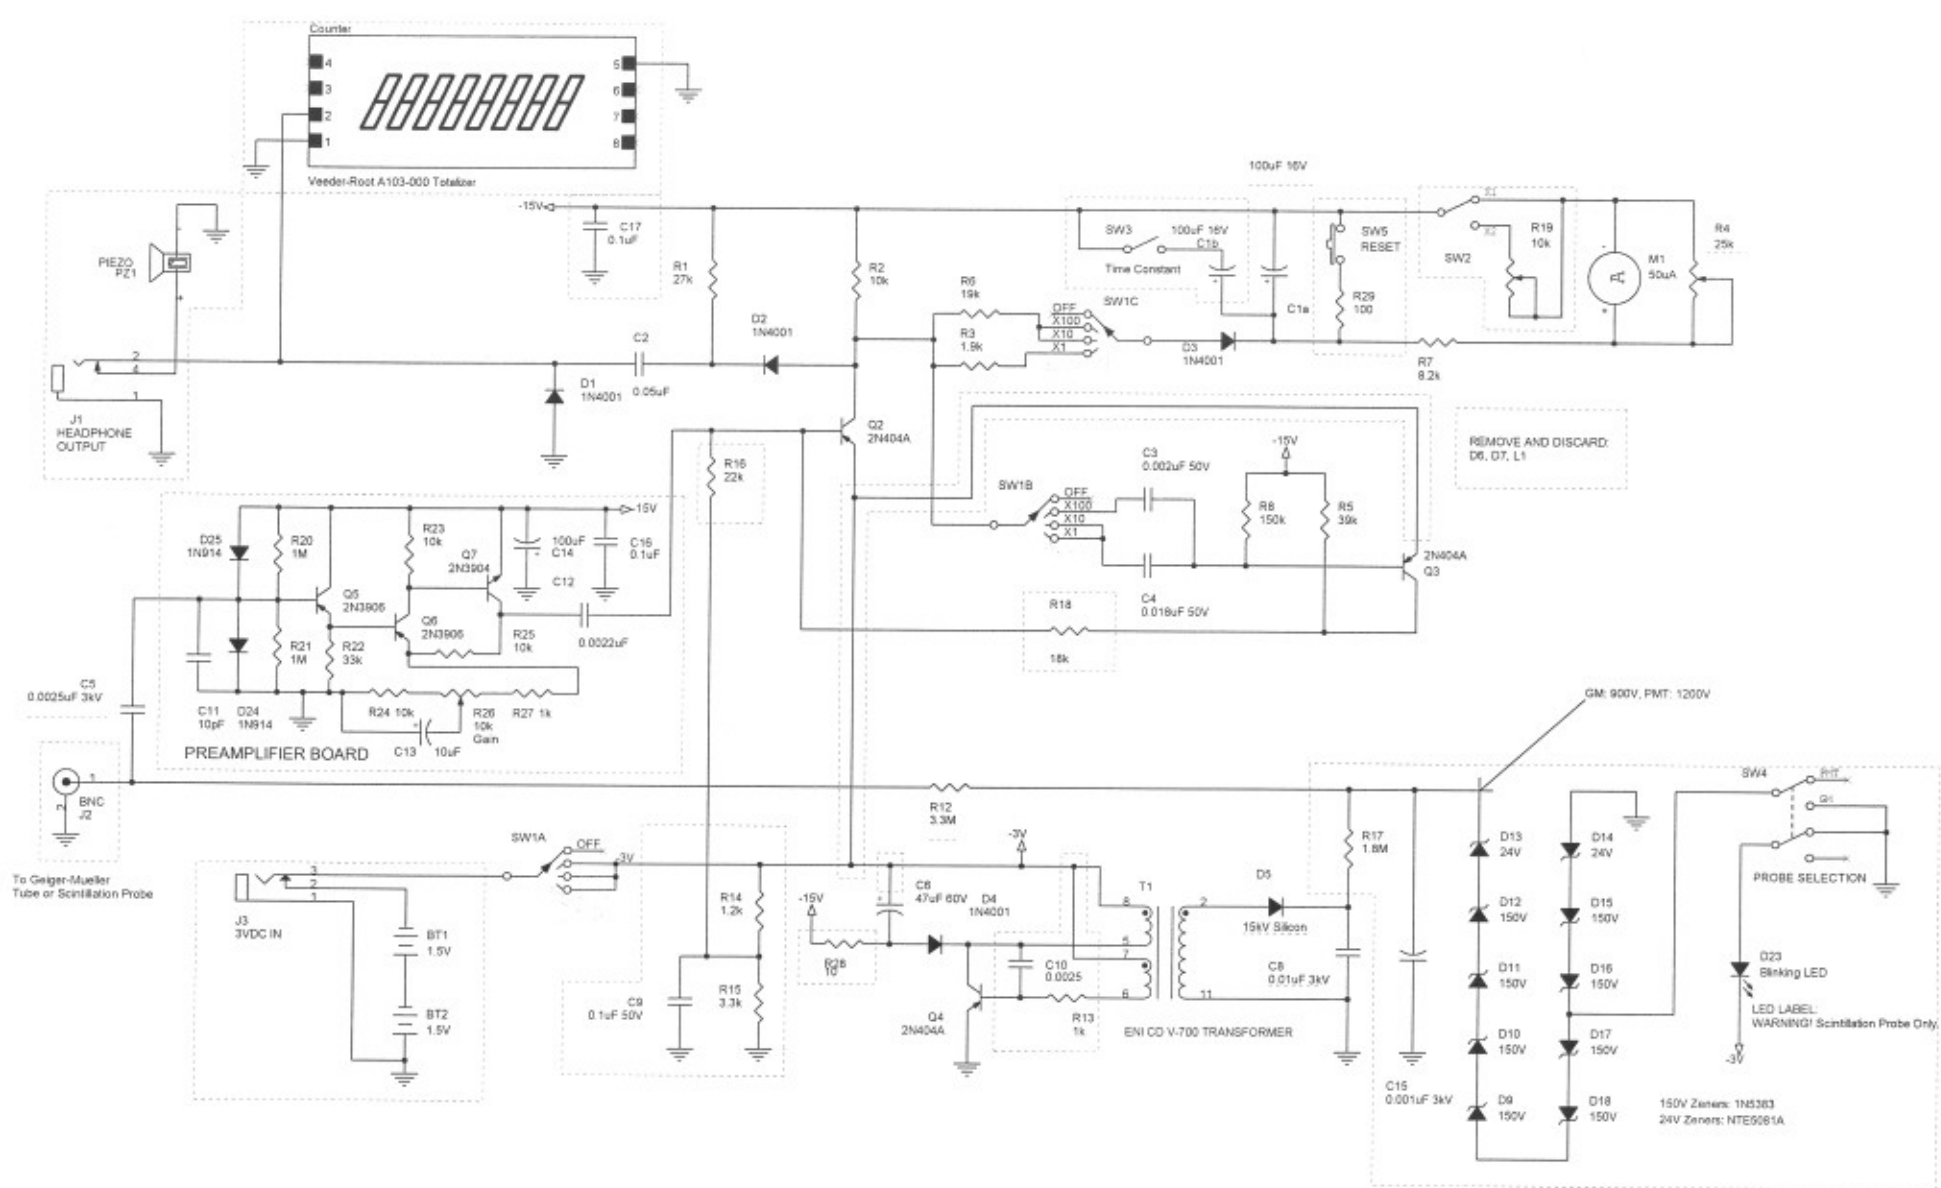 Counter
4
3
2
1
5
6
7
8
Veeder-Root A103-000 Totalizer
PIEZO
PZ1
-
+
2
4
1
J1
HEADPHONE
OUTPUT
-15V
C17
0.1uF
R1
27k
R2
10k
D2
1N4001
C2
0.05uF
D1
1N4001
Q2
2N404A
R16
22k
R6
19k
R3
1.9k
SW1C
OFF
X100
X10
X1
D3
1N4001
SW3
100uF 16V
C1b
Time Constant
100uF 16V
C1a
SW5
RESET
R29
100
SW2
X1
X2
R19
10k
M1
50uA
A
-
+
R4
25k
R7
8.2k
REMOVE AND DISCARD:
D6, D7, L1
SW1B
OFF
X100
X10
X1
C3
0.002uF 50V
C4
0.018uF 50V
-15V
R8
150k
R5
39k
2N404A
Q3
R18
18k
D25
1N914
R20
1M
R23
10k
Q7
2N3904
100uF
C14
C16
0.1uF
-15V
Q5
2N3906
Q6
2N3906
C12
0.0022uF
R21
1M
R22
33k
R25
10k
C11
10pF
D24
1N914
R24 10k
R26
10k
Gain
R27 1k
C13
10uF
PREAMPLIFIER BOARD
C5
0.0025uF 3kV
1
2
BNC
J2
To Geiger-Mueller
Tube or Scintillation Probe
J3
3VDC IN
3
2
1
BT1
1.5V
BT2
1.5V
SW1A
OFF
-3V
R14
1.2k
R15
3.3k
C9
0.1uF 50V
R12
3.3M
-15V
R28
10
C6
47uF 60V
D4
1N4001
-3V
C10
0.0025
Q4
2N404A
R13
1k
T1
8
5
7
6
2
11
ENI CD V-700 TRANSFORMER
D5
15kV Silicon
R17
1.8M
C8
0.01uF 3kV
C15
0.001uF 3kV
GM: 900V, PMT: 1200V
D13
24V
D12
150V
D11
150V
D10
150V
D9
150V
D14
24V
D15
150V
D16
150V
D17
150V
D18
150V
SW4
PROBE SELECTION
D23
Blinking LED
LED LABEL:
WARNING! Scintillation Probe Only.
-3V
150V Zeners: 1N5383
24V Zeners: NTE5081A